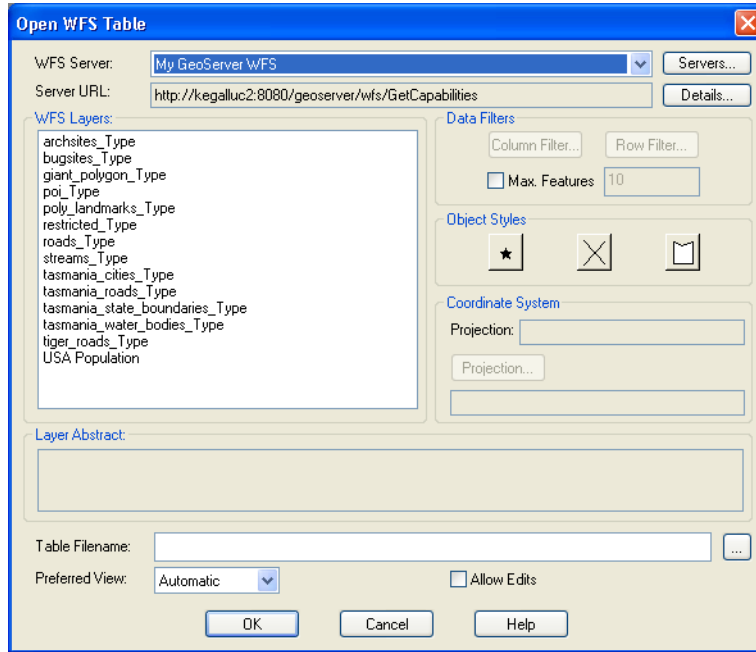 Open WFS Table
WFS Server: My GeoServer WFS Servers...
Server URL: http://kegalluc2:8080/geoserver/wfs/GetCapabilities Details...
WFS Layers:
archsites_Type
bugsites_Type
giant_polygon_Type
poi_Type
poly_landmarks_Type
restricted_Type
roads_Type
streams_Type
tasmania_cities_Type
tasmania_roads_Type
tasmania_state_boundaries_Type
tasmania_water_bodies_Type
tiger_roads_Type
USA Population
Data Filters
Column Filter... Row Filter...
Max. Features 10
Object Styles
Coordinate System
Projection:
Projection...
Layer Abstract:
Table Filename: ...
Preferred View: Automatic Allow Edits
OK Cancel Help